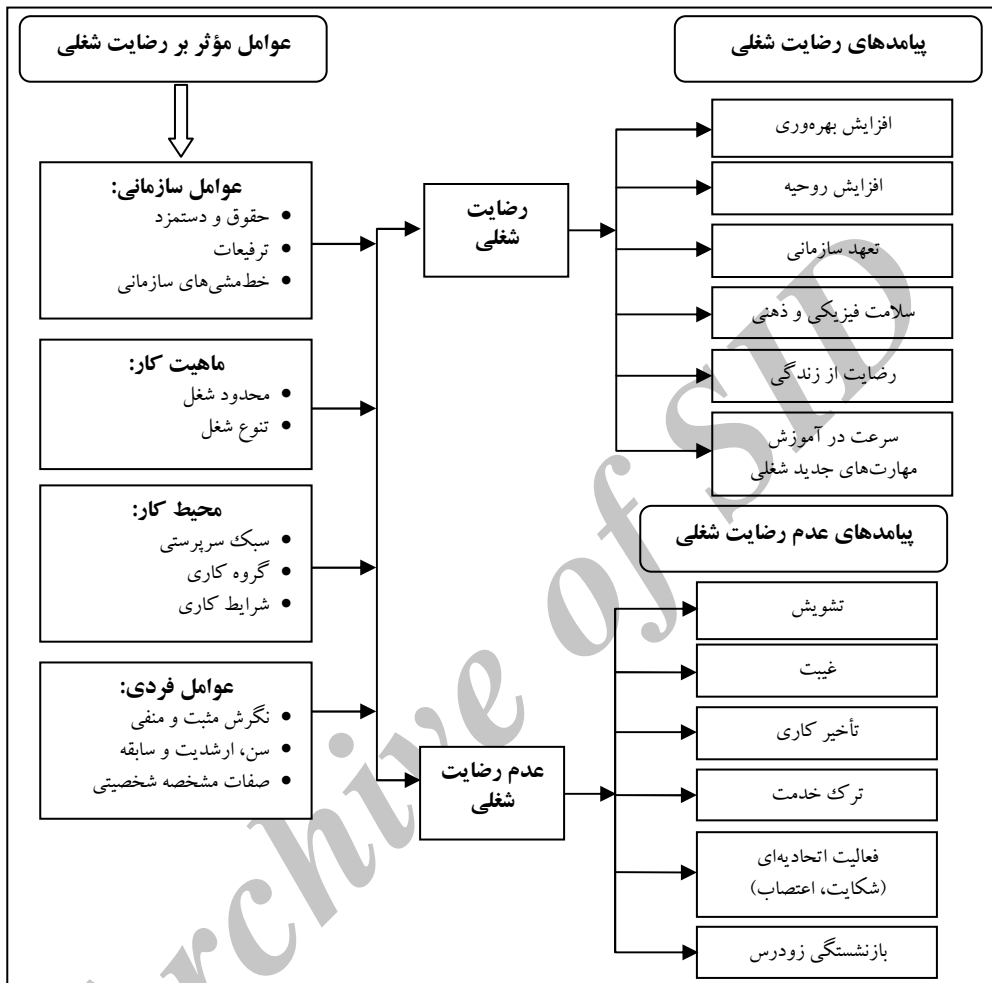 عوامل مؤثر بر رضایت شغلی
عوامل سازمانی:
• حقوق و دستمزد
• ترفیعات
• خط‌مشی‌های سازمانی
ماهیت کار:
• محدود شغل
• تنوع شغل
محیط کار:
• سبک سرپرستی
• گروه کاری
• شرایط کاری
عوامل فردی:
• نگرش مثبت و منفی
• سن، ارشدیت و سابقه
• صفات مشخصه شخصیتی
رضایت
شغلی
عدم رضایت
شغلی
پیامدهای رضایت شغلی
افزایش بهره‌وری
افزایش روحیه
تعهد سازمانی
سلامت فیزیکی و ذهنی
رضایت از زندگی
سرعت در آموزش
مهارت‌های جدید شغلی
پیامدهای عدم رضایت شغلی
تشویش
غیبت
تأخیر کاری
ترک خدمت
فعالیت اتحادیه‌ای
(شکایت، اعتصاب)
بازنشستگی زودرس
Archive of SID